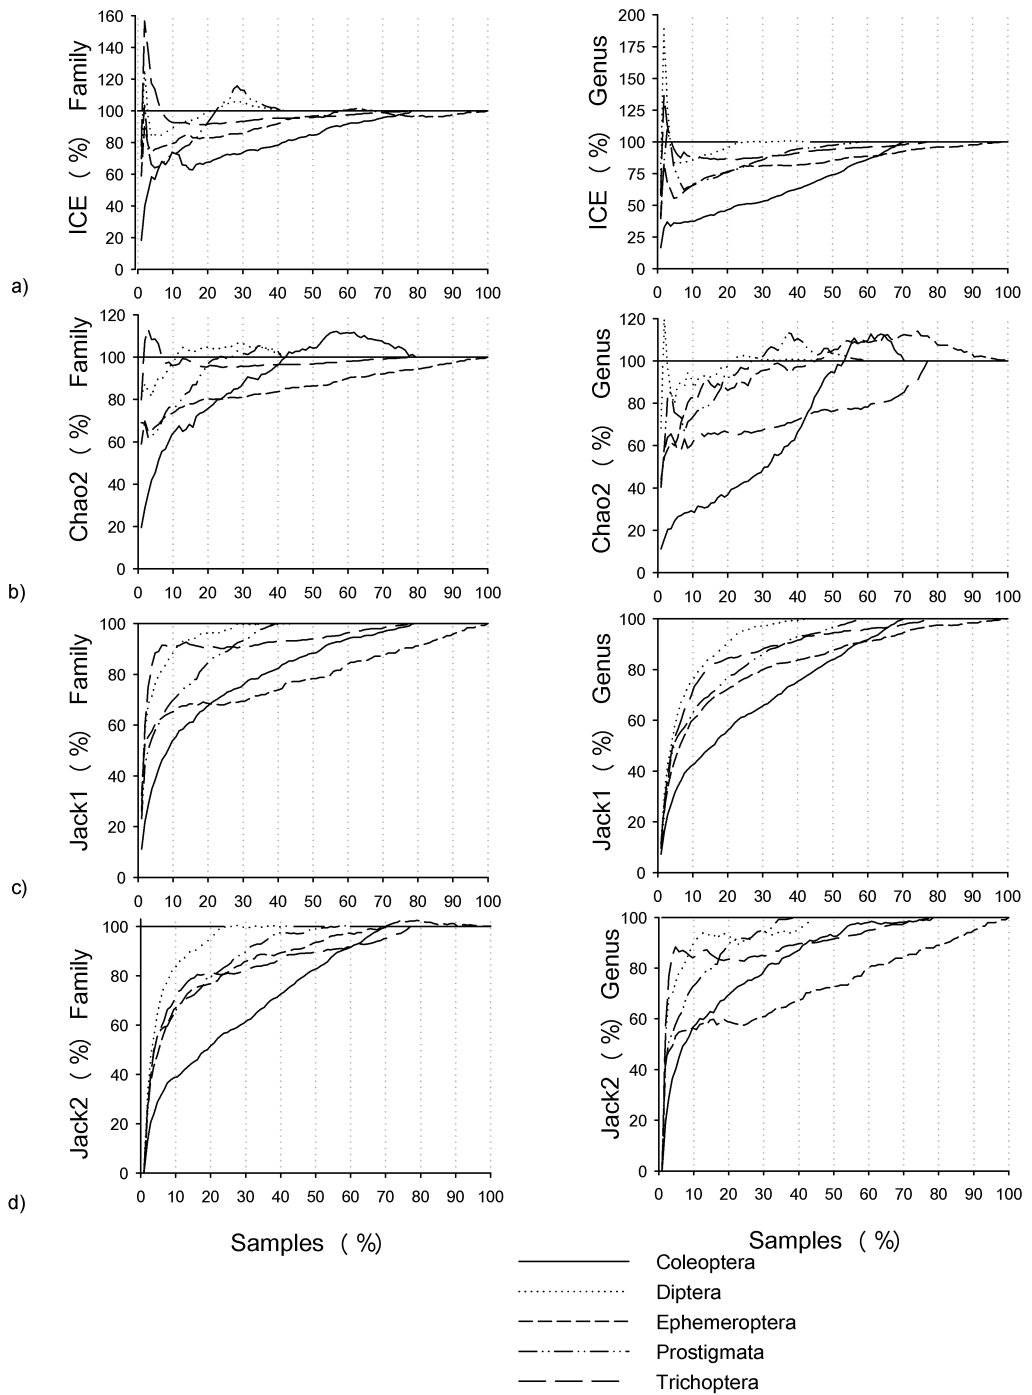 ICE ( %) Family
160
140
120
100
80
60
40
20
0
0 10 20 30 40 50 60 70 80 90 100
ICE ( %) Genus
200
175
150
125
100
75
50
25
0
0 10 20 30 40 50 60 70 80 90 100
a)
Chao2 ( %) Family
120
100
80
60
40
20
0
0 10 20 30 40 50 60 70 80 90 100
Chao2 ( %) Genus
120
100
80
60
40
20
0
0 10 20 30 40 50 60 70 80 90 100
b)
Jack1 ( %) Family
100
80
60
40
20
0
0 10 20 30 40 50 60 70 80 90 100
Jack1 ( %) Genus
100
80
60
40
20
0
0 10 20 30 40 50 60 70 80 90 100
c)
Jack2 ( %) Family
100
80
60
40
20
0
0 10 20 30 40 50 60 70 80 90 100
Jack2 ( %) Genus
100
80
60
40
20
0
0 10 20 30 40 50 60 70 80 90 100
d)
Samples ( %)
Samples ( %)
Coleoptera
Diptera
Ephemeroptera
Prostigmata
Trichoptera